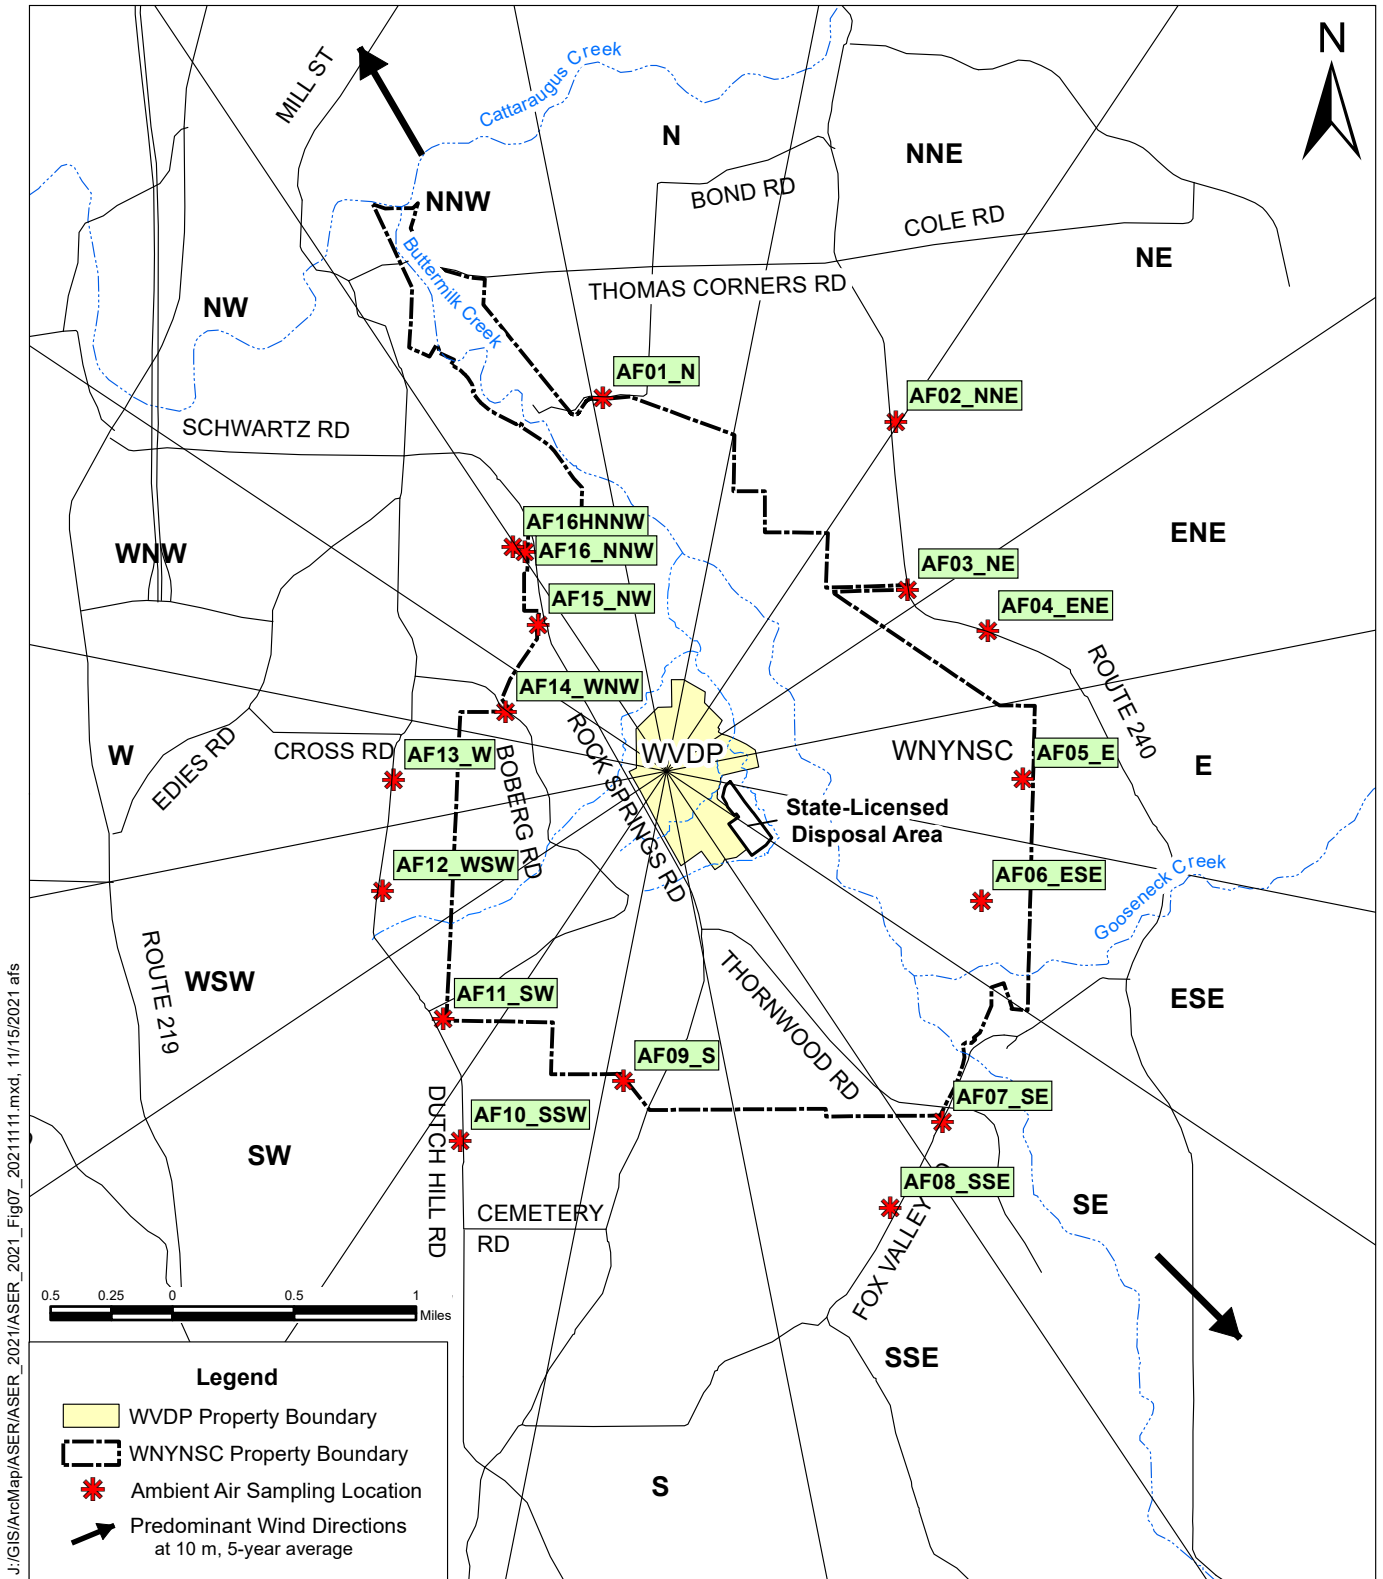 N
MILL ST
Cattaraugus Creek
N
NNE
BOND RD
NNW
COLE RD
NE
Buttermilk Creek
THOMAS CORNERS RD
NW
AF01_N
AF02_NNE
SCHWARTZ RD
AF16HNNW
ENE
WNW
AF16_NNW
AF03_NE
AF15_NW
AF04_ENE
ROUTE 240
AF14_WNW
ROCK SPRINGS RD
W
EDIES RD
CROSS RD
AF13_W
BOBERG RD
WVDP
WNYNSC
AF05_E
E
State-Licensed
Disposal Area
AF12_WSW
AF06_ESE
Gooseneck Creek
ROUTE 219
WSW
AF11_SW
THORNWOOD RD
ESE
AF09_S
DUTCH HILL RD
AF10_SSW
AF07_SE
SW
AF08_SSE
SE
CEMETERY
RD
FOX VALLEY
0.5 0.25 0 0.5 1
Miles
SSE
S
Legend
WVDP Property Boundary
WNYNSC Property Boundary
Ambient Air Sampling Location
Predominant Wind Directions
at 10 m, 5-year average
J:/GIS/ArcMap/ASER/ASER_2021/ASER_2021_Fig07_20211111.mxd, 11/15/2021 afs